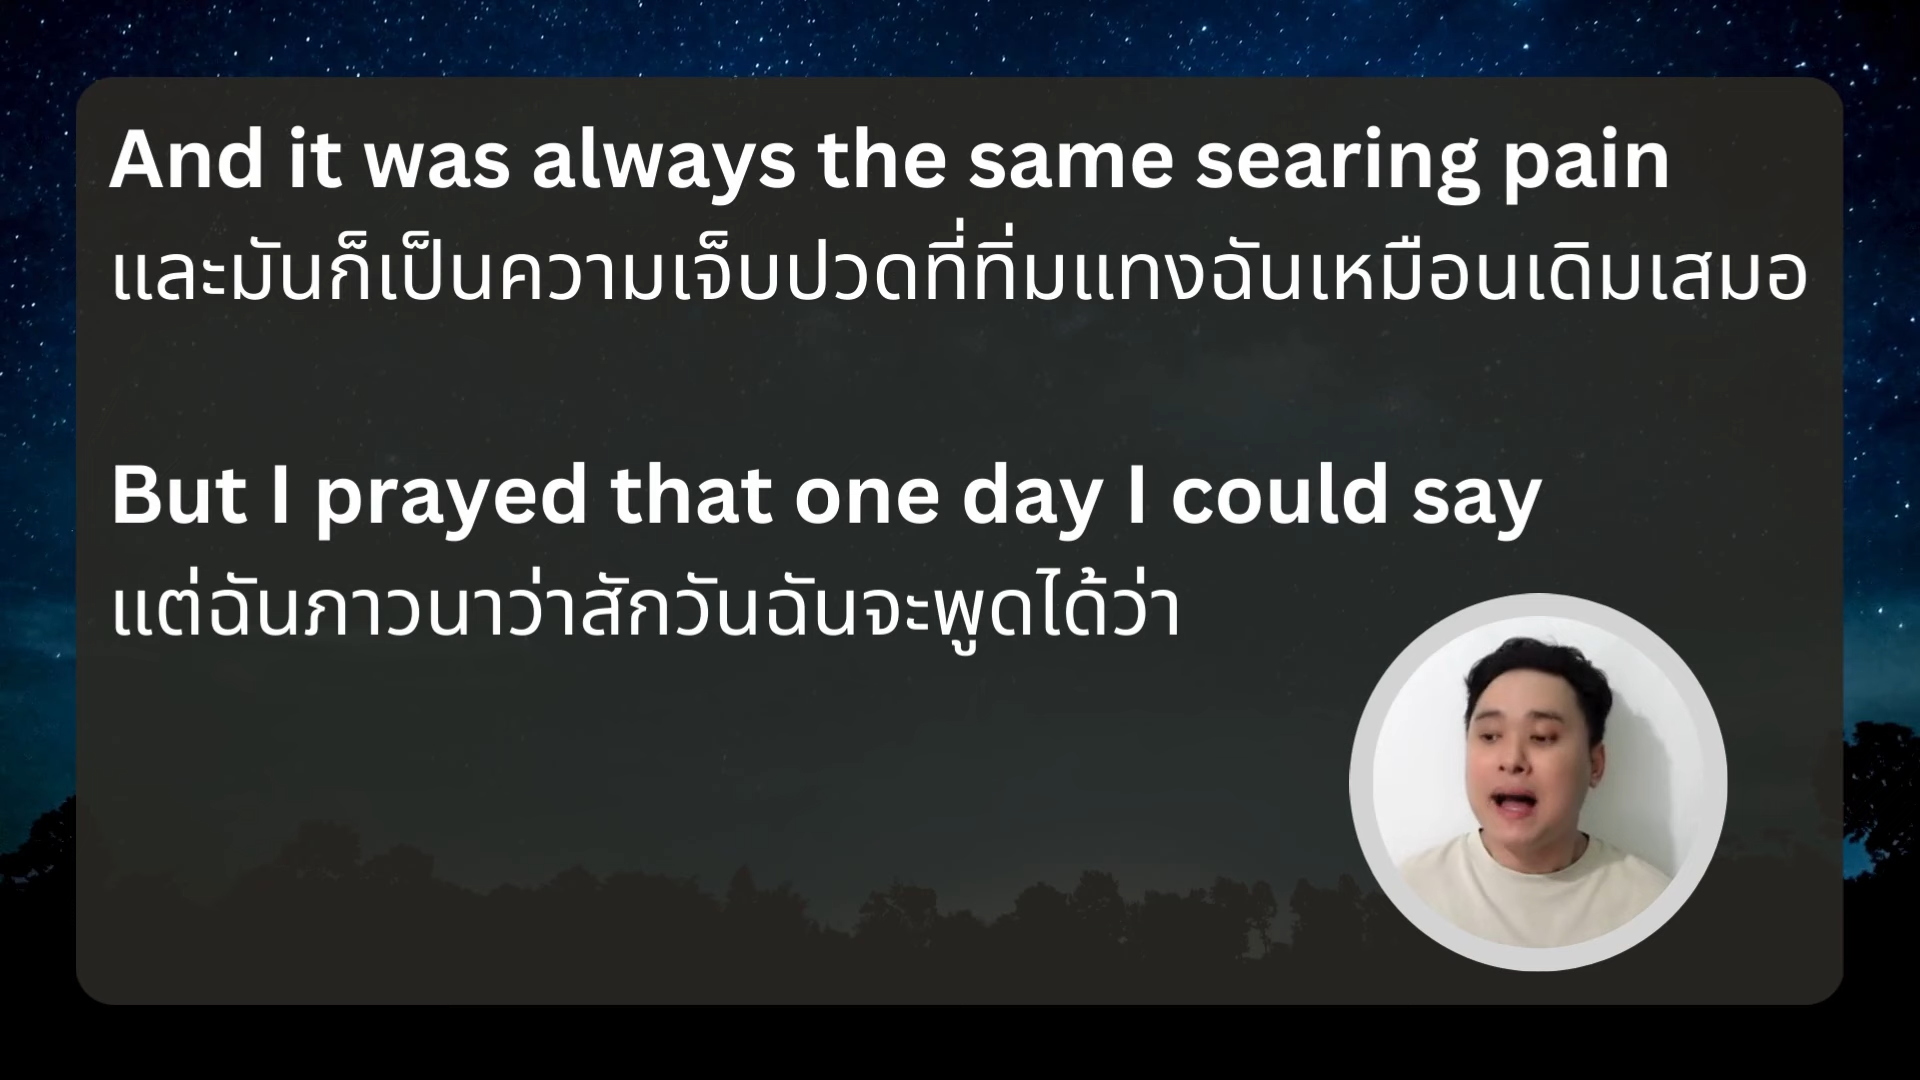 And it was always the same searing pain
และมันก็เป็นความเจ็บปวดที่ทิ่มแทงฉันเหมือนเดิมเสมอ
But I prayed that one day I could say
แต่ฉันภาวนาว่าสักวันฉันจะพูดได้ว่า